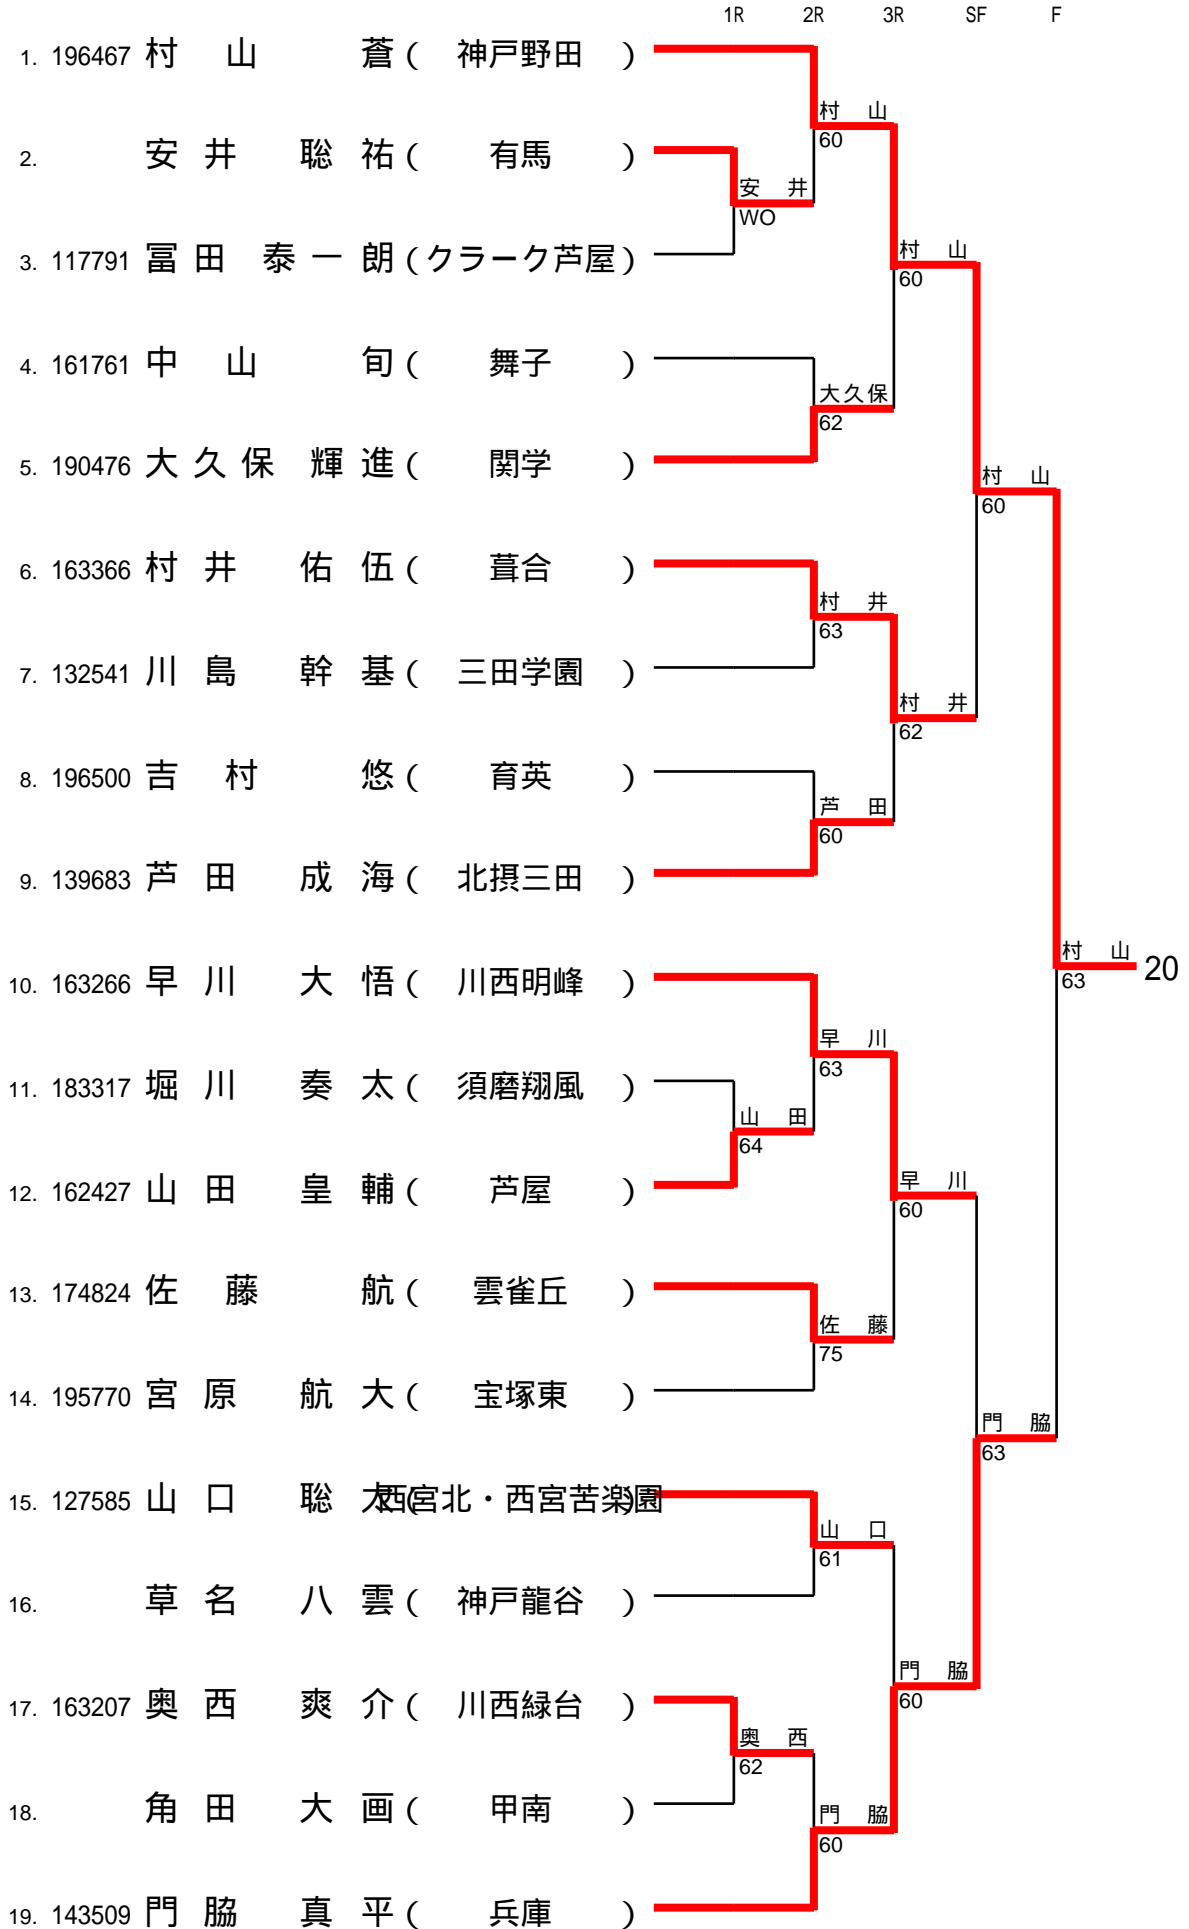 1R 2R 3R SF F
1. 196467 村 山 蒼 ( 神戸野田 )
村 山
60
2. 安 井 聡 祐 ( 有馬 )
安 井
WO
3. 117791 冨 田 泰 一 朗 ( クラーク芦屋 )
村 山
60
4. 161761 中 山 旬 ( 舞子 )
大久保
62
5. 190476 大 久 保 輝 進 ( 関学 )
村 山
60
6. 163366 村 井 佑 伍 ( 葺合 )
村 井
63
7. 132541 川 島 幹 基 ( 三田学園 )
村 井
62
8. 196500 吉 村 悠 ( 育英 )
芦 田
60
9. 139683 芦 田 成 海 ( 北摂三田 )
村 山
63
20
10. 163266 早 川 大 悟 ( 川西明峰 )
早 川
63
11. 183317 堀 川 奏 太 ( 須磨翔風 )
山 田
64
12. 162427 山 田 皇 輔 ( 芦屋 )
早 川
60
13. 174824 佐 藤 航 ( 雲雀丘 )
佐 藤
75
14. 195770 宮 原 航 大 ( 宝塚東 )
門 脇
63
15. 127585 山 口 聡 太 ( 西宮北・西宮苦楽園 )
山 口
61
16. 草 名 八 雲 ( 神戸龍谷 )
門 脇
60
17. 163207 奥 西 爽 介 ( 川西緑台 )
奥 西
62
18. 角 田 大 画 ( 甲南 )
門 脇
60
19. 143509 門 脇 真 平 ( 兵庫 )